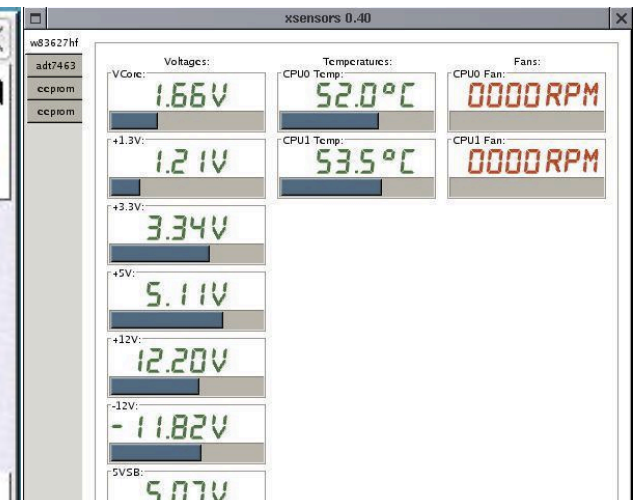 xsensors 0.40
w83627hf
adt7463
eeprom
eeprom
Voltages:
VCore:
1.66V
+1.3V:
1.21V
+3.3V:
3.34V
+5V:
5.11V
+12V:
12.20V
-12V:
-11.82V
5VSB:
5.07V
Temperatures:
CPU0 Temp:
52.0°C
CPU1 Temp:
53.5°C
Fans:
CPU0 Fan:
0000RPM
CPU1 Fan:
0000RPM